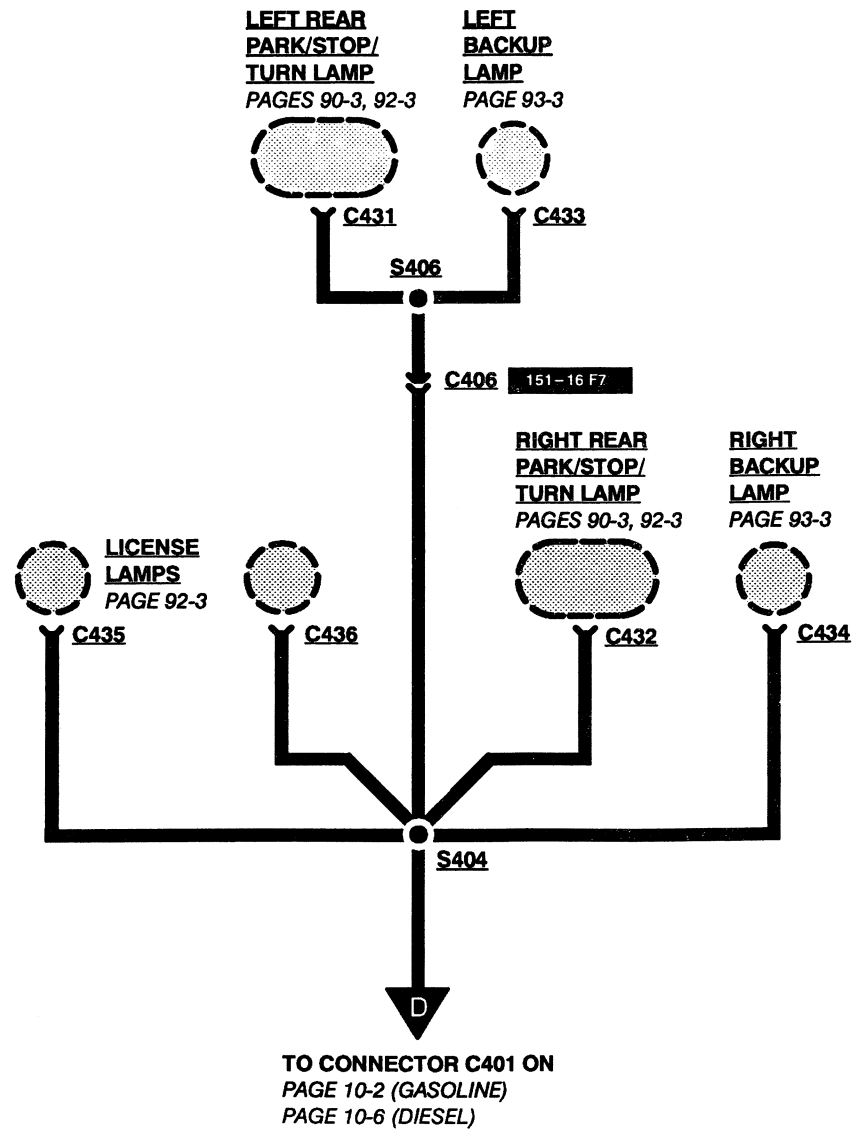 LEFT REAR
PARK/STOP/
TURN LAMP
PAGES 90-3, 92-3
LEFT
BACKUP
LAMP
PAGE 93-3
C431
C433
S406
C406
151-16 F7
RIGHT REAR
PARK/STOP/
TURN LAMP
PAGES 90-3, 92-3
RIGHT
BACKUP
LAMP
PAGE 93-3
LICENSE
LAMPS
PAGE 92-3
C435
C436
C432
C434
S404
D
TO CONNECTOR C401 ON
PAGE 10-2 (GASOLINE)
PAGE 10-6 (DIESEL)